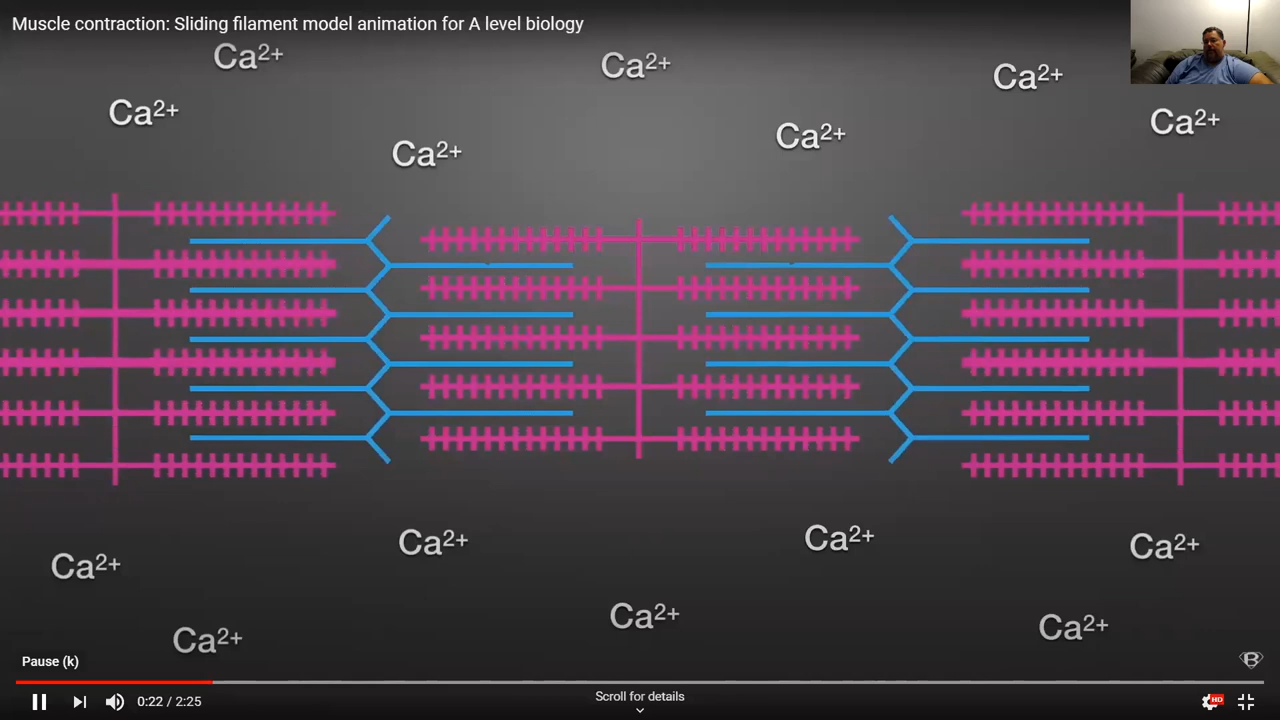 Muscle contraction: Sliding filament model animation for A level biology
Ca2+
Ca2+
Ca2+
Ca2+
Ca2+
Ca2+
Ca2+
Ca2+
Ca2+
Ca2+
Ca2+
Ca2+
Ca2+
Ca2+
Pause (k)
0:22 / 2:25
Scroll for details
HD